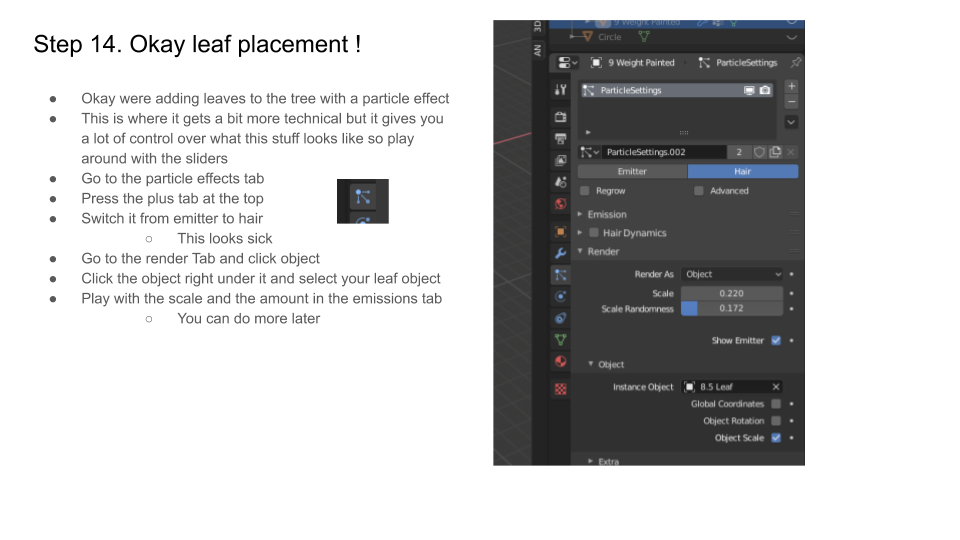 Step 14. Okay leaf placement !
● Okay were adding leaves to the tree with a particle effect
● This is where it gets a bit more technical but it gives you
a lot of control over what this stuff looks like so play
around with the sliders
● Go to the particle effects tab
● Press the plus tab at the top
● Switch it from emitter to hair
○ This looks sick
● Go to the render Tab and click object
● Click the object right under it and select your leaf object
● Play with the scale and the amount in the emissions tab
○ You can do more later
3D
AN
9 Weight Painted
Circle
9 Weight Painted ParticleSettings
ParticleSettings
ParticleSettings.002 2
Emitter Hair
Regrow Advanced
Emission
Hair Dynamics
Render
Render As Object
Scale 0.220
Scale Randomness 0.172
Show Emitter
Object
Instance Object 8.5 Leaf
Global Coordinates
Object Rotation
Object Scale
Extra